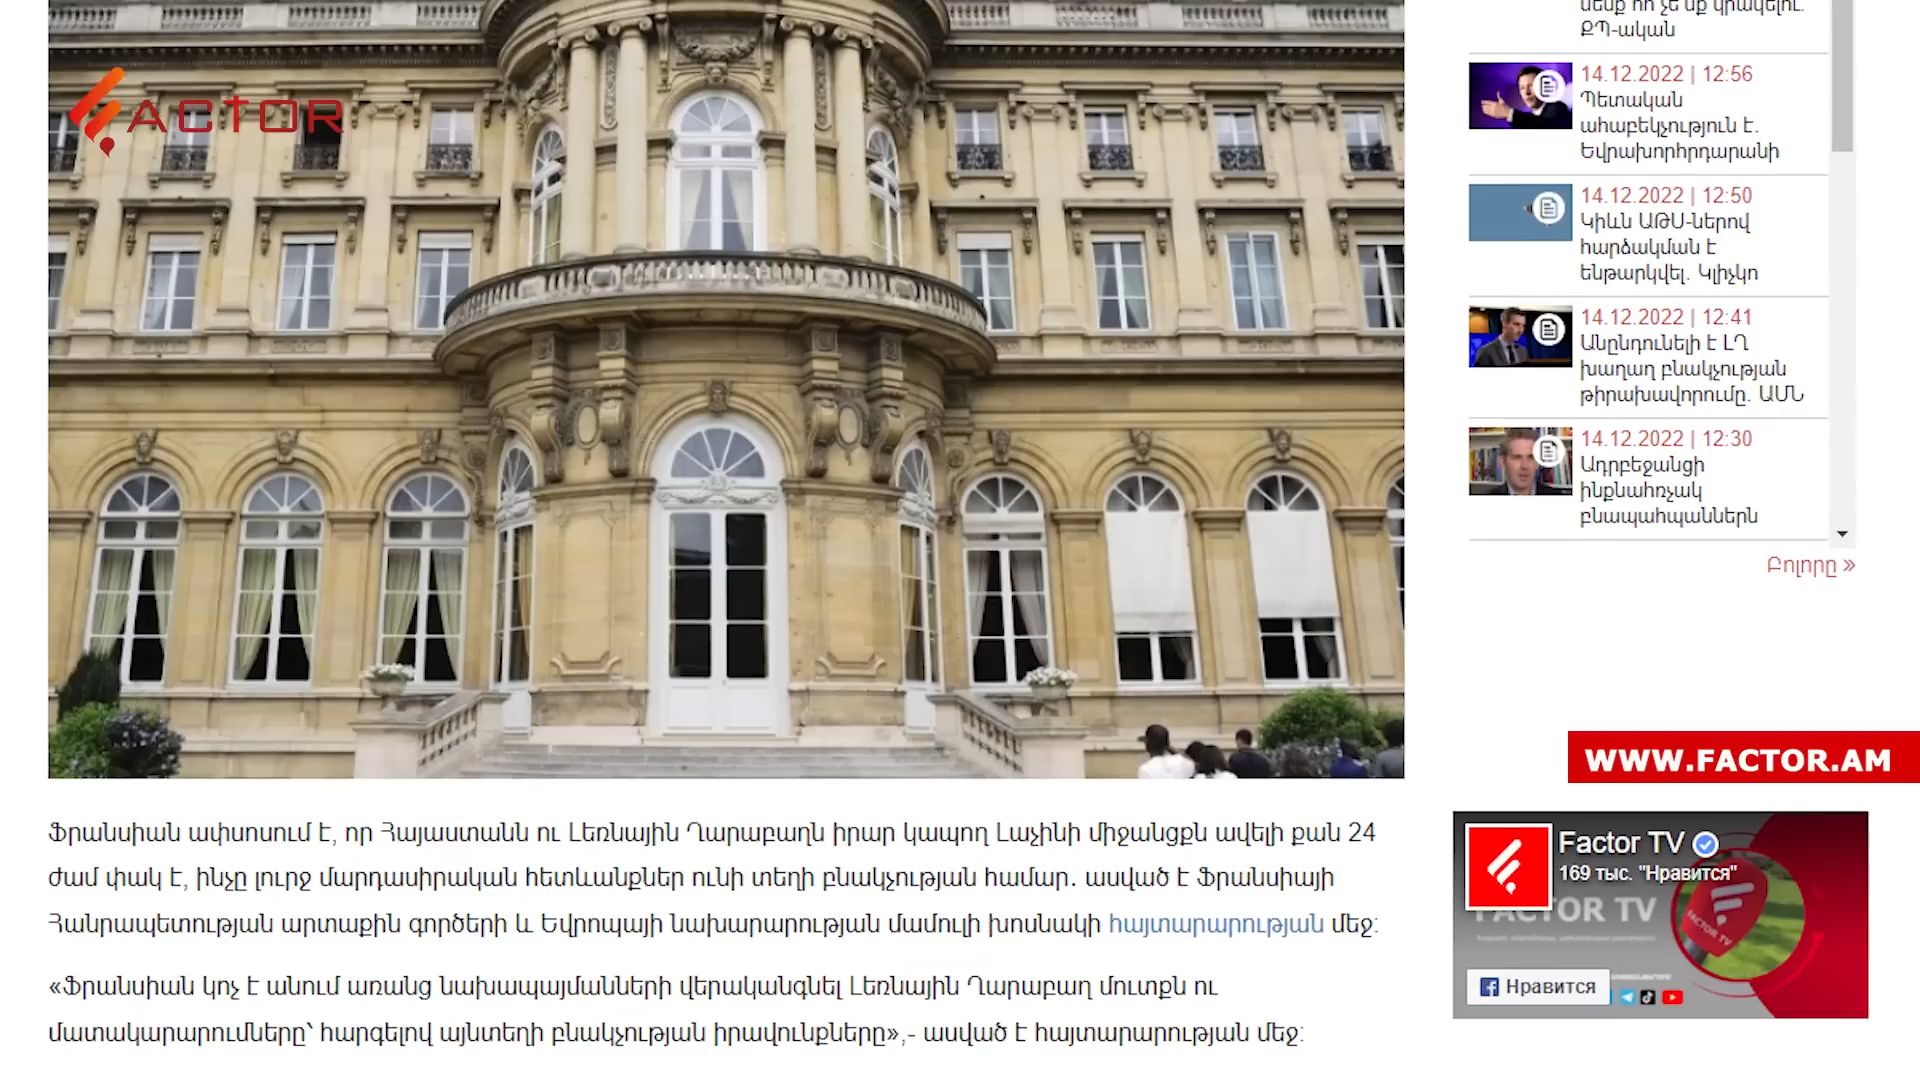 ACTOR
ՔՊ-ական
14.12.2022 | 12:56
Պետական
ահաբեկչություն է.
Եվրախորհրդարանի
14.12.2022 | 12:50
Կիևն ԱԹՍ-ներով
հարձակման է
ենթարկվել. Կլիչկո
14.12.2022 | 12:41
Անընդունելի է ԼՂ
խաղաղ բնակչության
թիրախավորումը. ԱՄՆ
14.12.2022 | 12:30
Ադրբեջանցի
ինքնահռչակ
բնապահպաններն
Բոլորը »
WWW.FACTOR.AM
Ֆրանսիան ափսոսում է, որ Հայաստանն ու Լեռնային Ղարաբաղն իրար կապող Լաչինի միջանցքն ավելի քան 24
ժամ փակ է, ինչը լուրջ մարդասիրական հետևանքներ ունի տեղի բնակչության համար․ ասված է Ֆրանսիայի
Հանրապետության արտաքին գործերի և Եվրոպայի նախարարության մամուլի խոսնակի հայտարարության մեջ։
«Ֆրանսիան կոչ է անում առանց նախապայմանների վերականգնել Լեռնային Ղարաբաղ մուտքն ու
մատակարարումները՝ հարգելով այնտեղի բնակչության իրավունքները»,- ասված է հայտարարության մեջ։
Factor TV
169 тыс. "Нравится"
FACTOR TV
FACTOR TV
Нравится